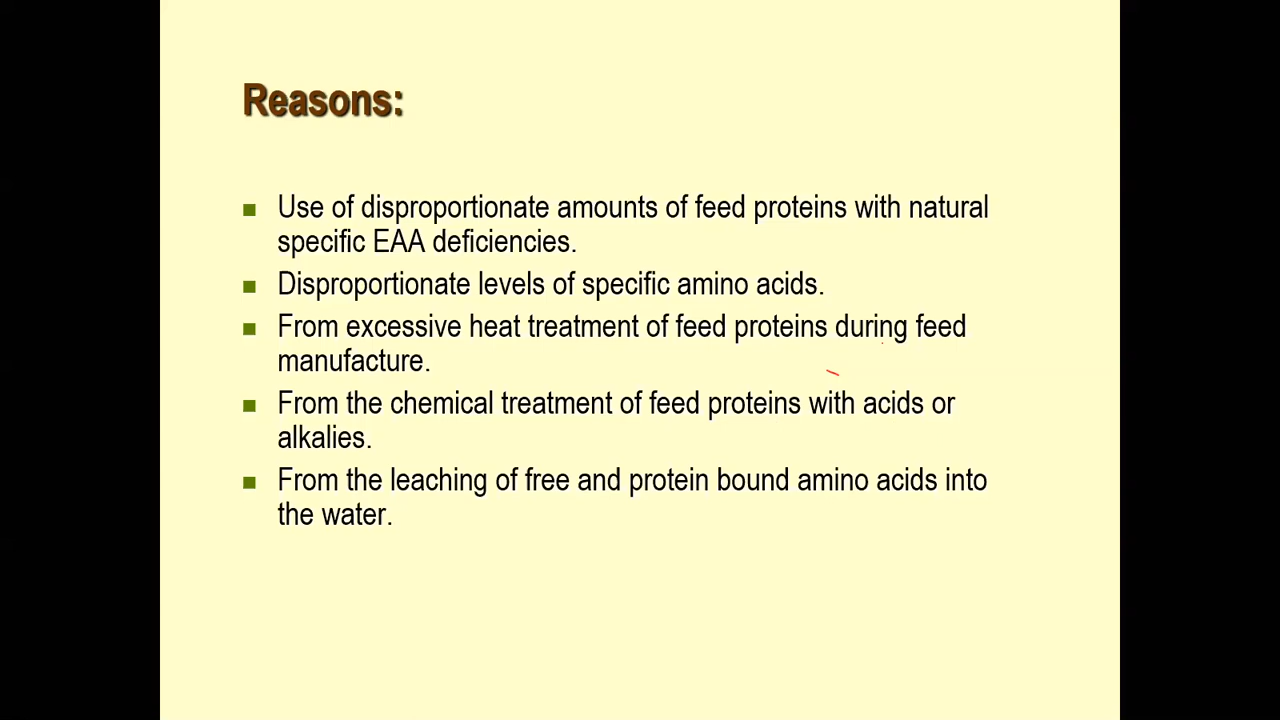 Reasons:
Use of disproportionate amounts of feed proteins with natural
specific EAA deficiencies.
Disproportionate levels of specific amino acids.
From excessive heat treatment of feed proteins during feed
manufacture.
From the chemical treatment of feed proteins with acids or
alkalies.
From the leaching of free and protein bound amino acids into
the water.